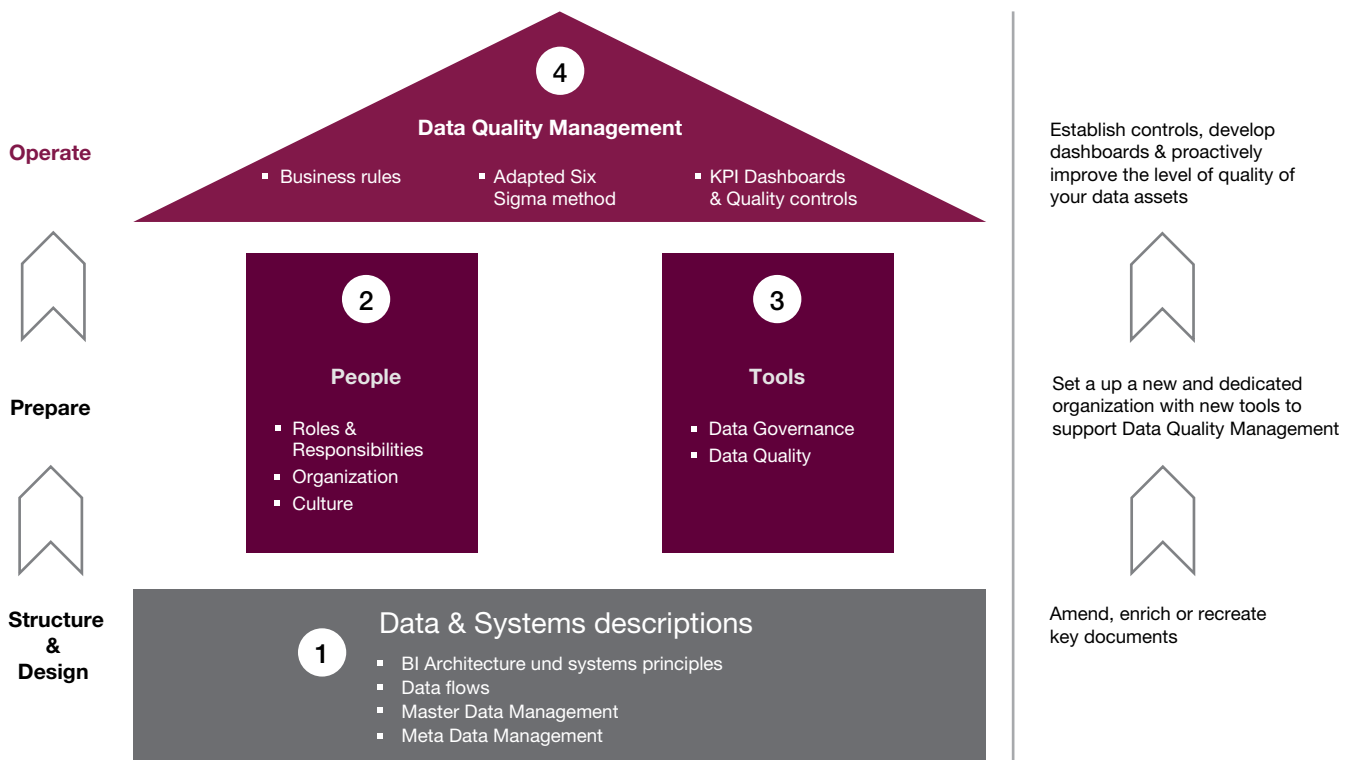 4
Data Quality Management
Operate
▪ Business rules
▪ Adapted Six
Sigma method
▪ KPI Dashboards
& Quality controls
Establish controls, develop
dashboards & proactively
improve the level of quality of
your data assets
2
People
▪ Roles &
Responsibilities
▪ Organization
▪ Culture
3
Tools
▪ Data Governance
▪ Data Quality
Prepare
Set a up a new and dedicated
organization with new tools to
support Data Quality Management
Structure
&
Design
1
Data & Systems descriptions
▪ BI Architecture und systems principles
▪ Data flows
▪ Master Data Management
▪ Meta Data Management
Amend, enrich or recreate
key documents